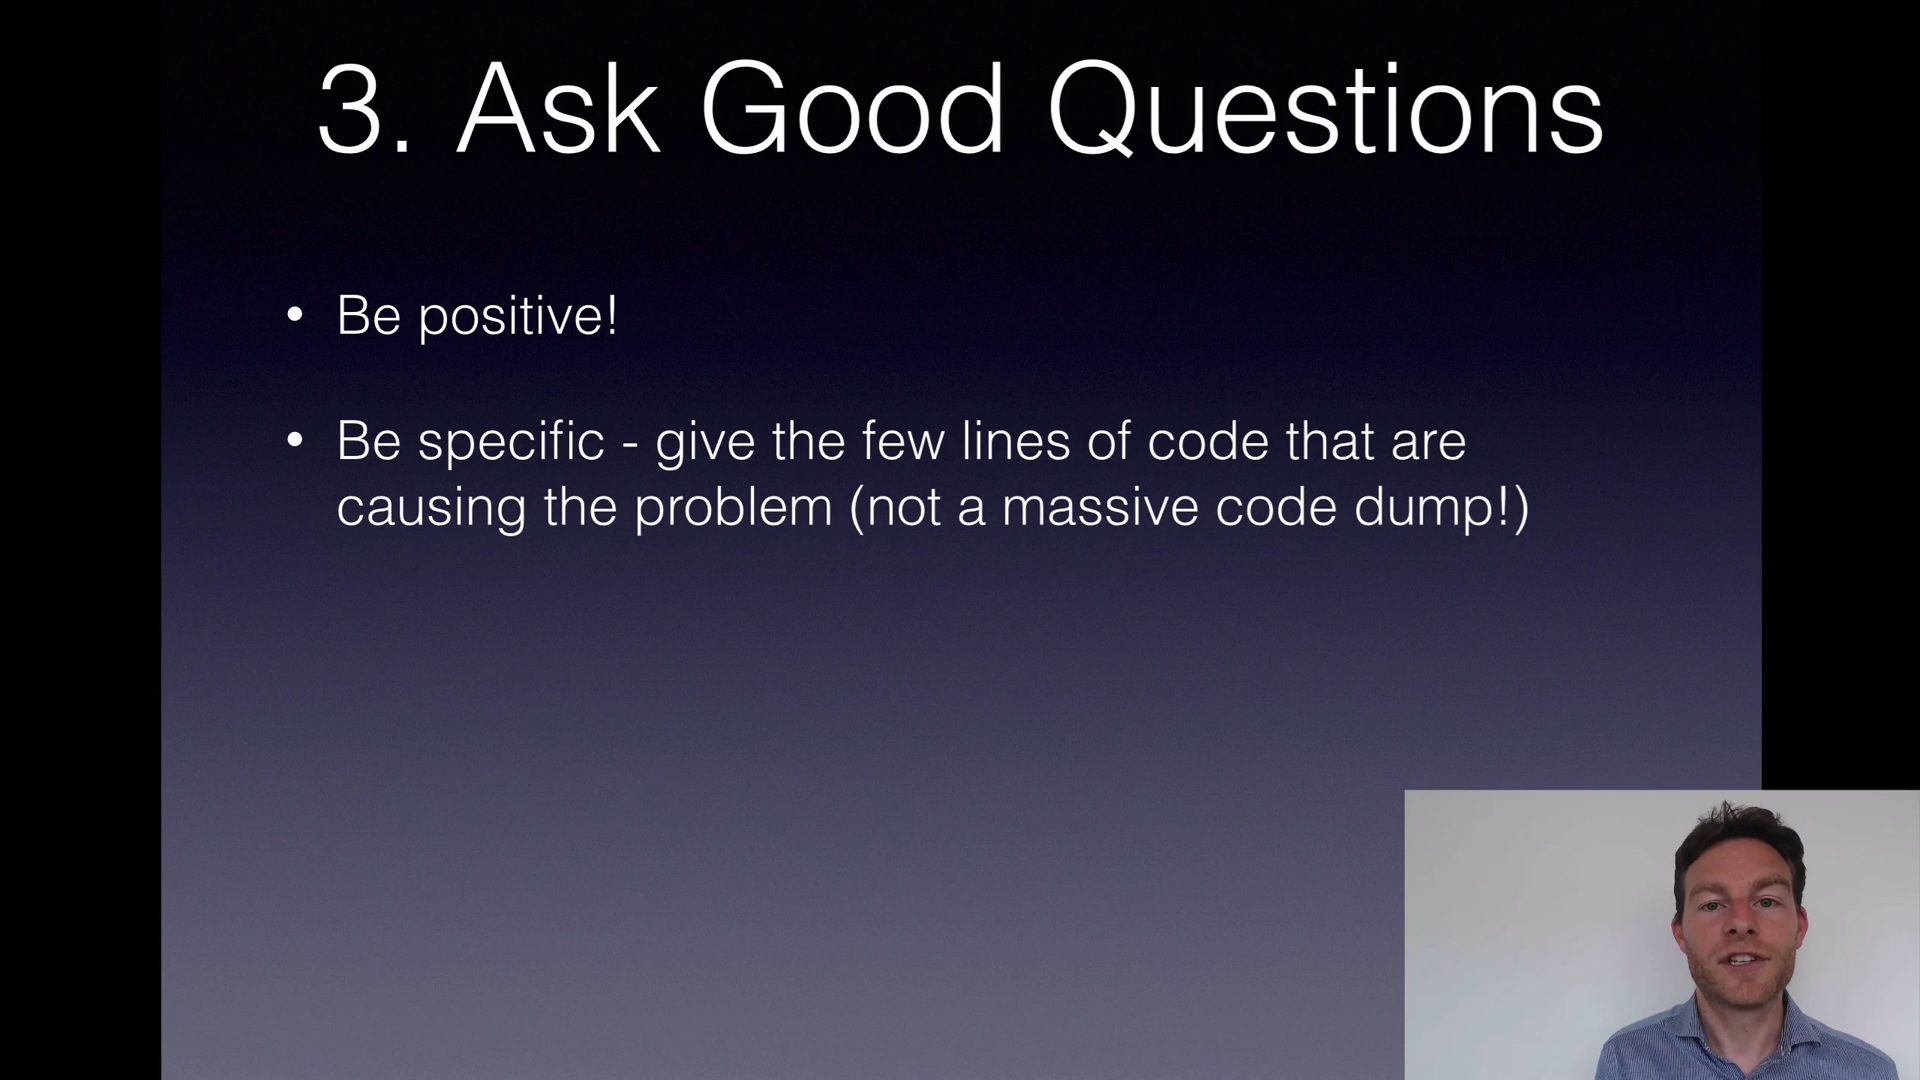 3. Ask Good Questions
• Be positive!
• Be specific - give the few lines of code that are
causing the problem (not a massive code dump!)